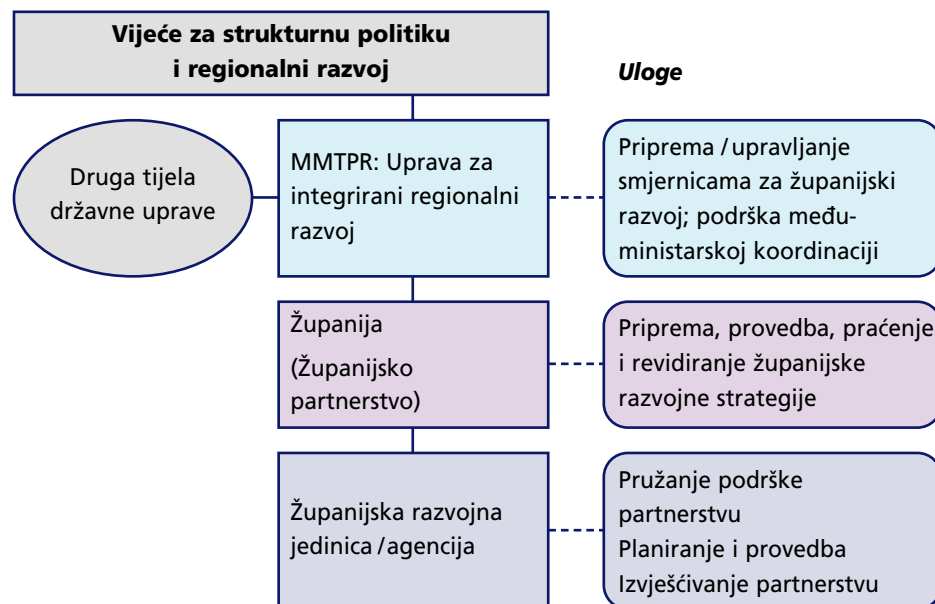 Vijeće za strukturnu politiku
i regionalni razvoj
Uloge
Druga tijela
državne uprave
MMTPR: Uprava za
integrirani regionalni
razvoj
Priprema / upravljanje
smjernicama za županijski
razvoj; podrška među-
ministarskoj koordinaciji
Županija
(Županijsko
partnerstvo)
Priprema, provedba, praćenje
i revidiranje županijske
razvojne strategije
Županijska razvojna
jedinica / agencija
Pružanje podrške
partnerstvu
Planiranje i provedba
Izvješćivanje partnerstvu